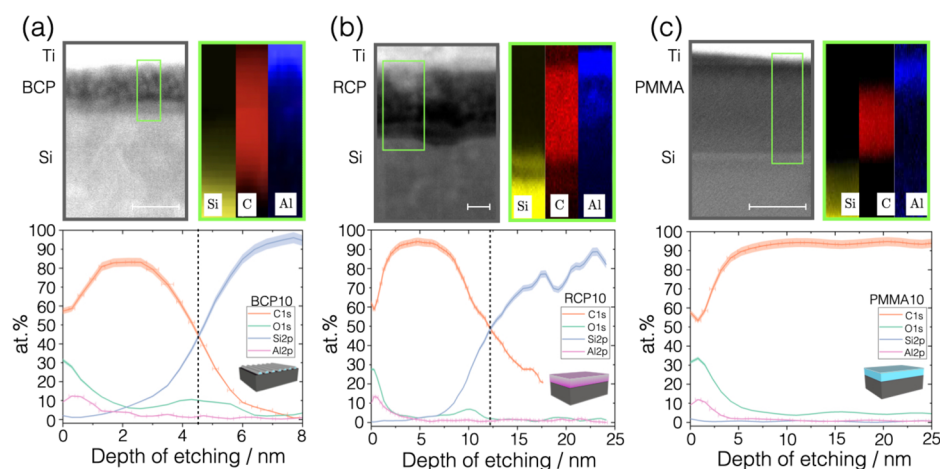 (a)
Ti
BCP
Si
Si C Al
100
90
80
70
60
50
40
30
20
10
0
at.%
BCP10
C1s
O1s
Si2p
Al2p
0 2 4 6 8
Depth of etching / nm
(b)
Ti
RCP
Si
Si C Al
100
90
80
70
60
50
40
30
20
10
0
at.%
RCP10
C1s
O1s
Si2p
Al2p
0 5 10 15 20 25
Depth of etching / nm
(c)
Ti
PMMA
Si
Si C Al
100
90
80
70
60
50
40
30
20
10
0
at.%
PMMA10
C1s
O1s
Si2p
Al2p
0 5 10 15 20 25
Depth of etching / nm